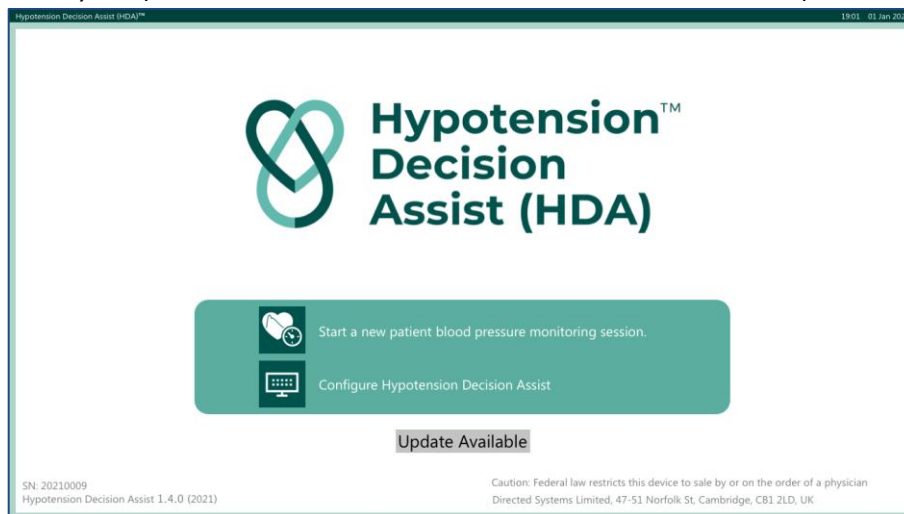 Hypotension Decision Assist (HDA)™
19:01 01 Jan 202
Hypotension™
Decision
Assist (HDA)
Start a new patient blood pressure monitoring session.
Configure Hypotension Decision Assist
Update Available
SN: 20210009
Hypotension Decision Assist 1.4.0 (2021)
Caution: Federal law restricts this device to sale by or on the order of a physician
Directed Systems Limited, 47-51 Norfolk St, Cambridge, CB1 2LD, UK